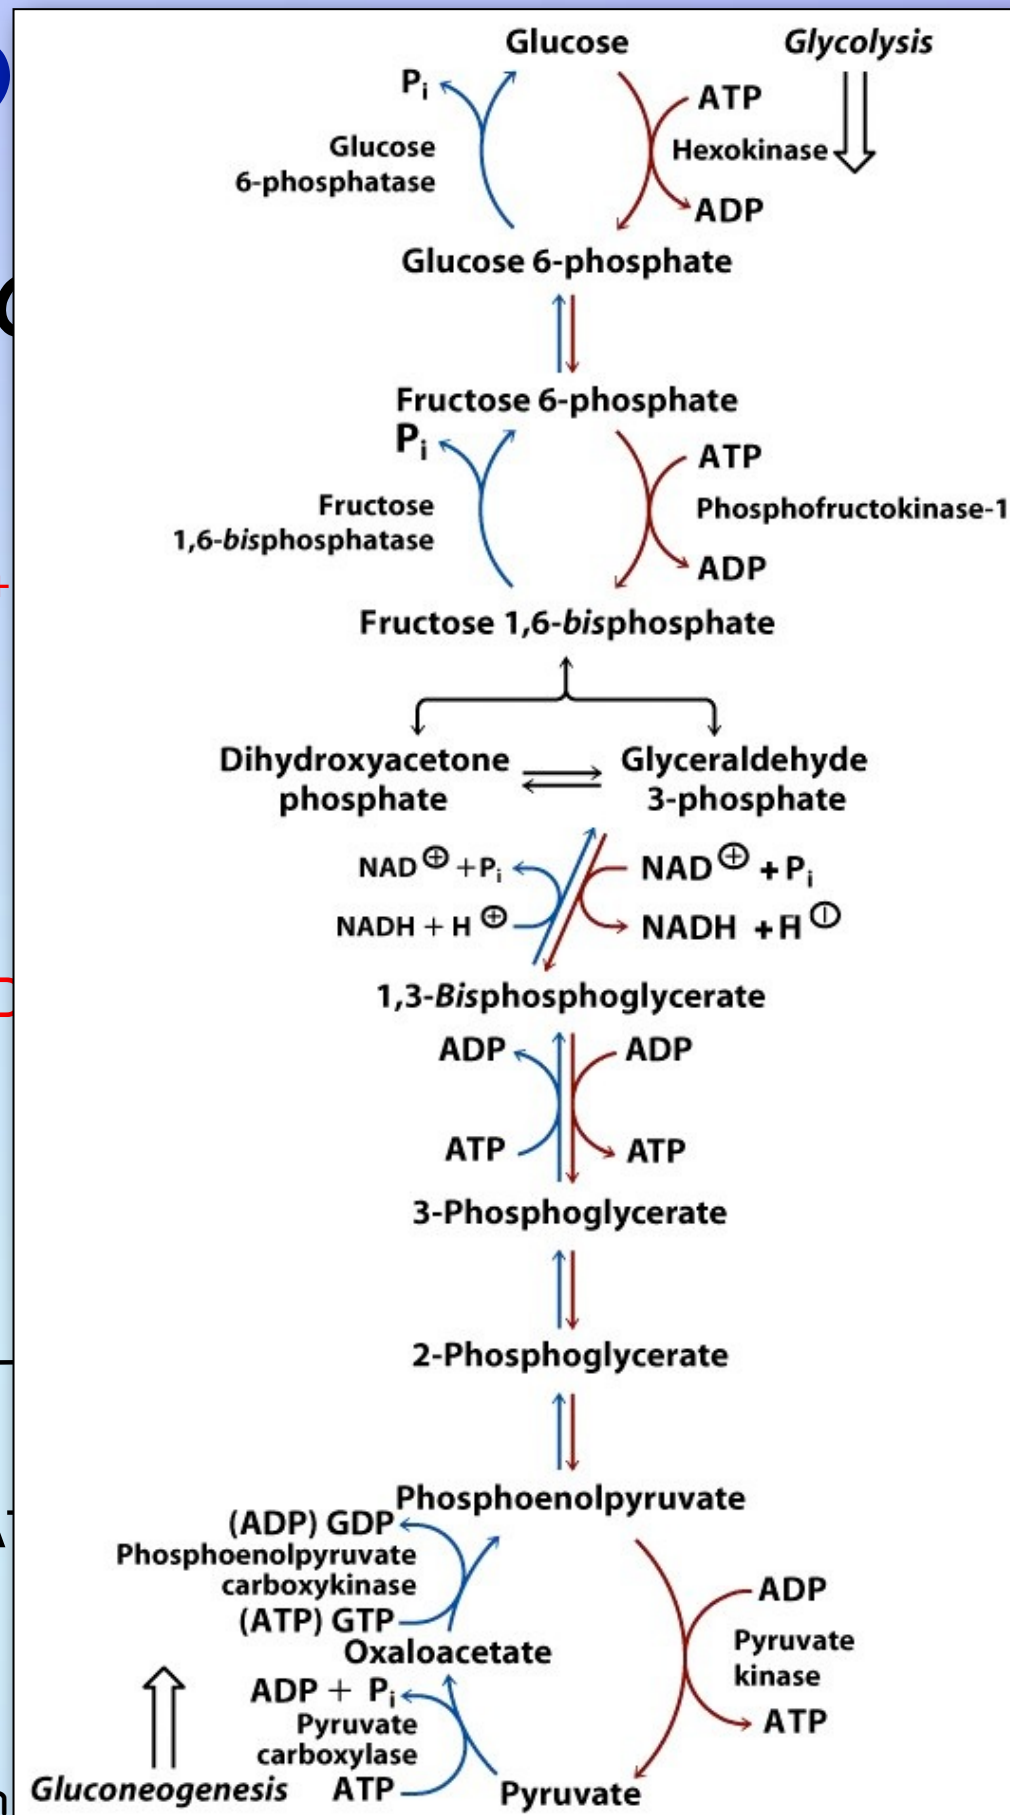 Glucose
Glycolysis
Pi
ATP
Glucose
6-phosphatase
Hexokinase
ADP
Glucose 6-phosphate
Fructose 6-phosphate
Pi
ATP
Fructose
1,6-bisphosphatase
Phosphofructokinase-1
ADP
Fructose 1,6-bisphosphate
Dihydroxyacetone
phosphate
Glyceraldehyde
3-phosphate
NAD⊕ +Pi
NAD⊕ + Pi
NADH + H⊕
NADH + H
1,3-Bisphosphoglycerate
ADP
ADP
ATP
ATP
3-Phosphoglycerate
2-Phosphoglycerate
Phosphoenolpyruvate
(ADP) GDP
Phosphoenolpyruvate
carboxykinase
(ATP) GTP
ADP
Pyruvate
kinase
ATP
Oxaloacetate
ADP + Pi
Pyruvate
carboxylase
ATP
Gluconeogenesis
Pyruvate